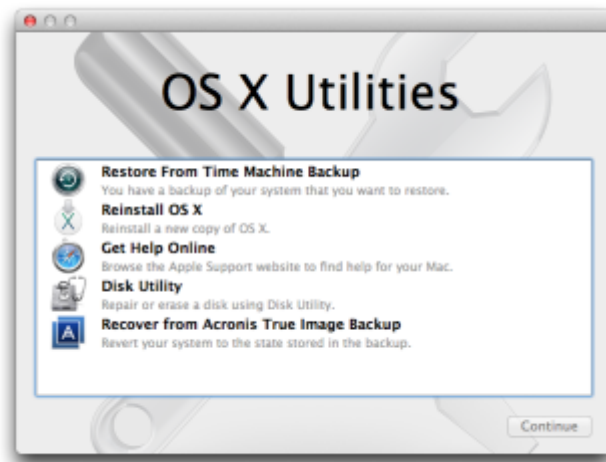 OS X Utilities
Restore From Time Machine Backup
You have a backup of your system that you want to restore.
Reinstall OS X
Reinstall a new copy of OS X.
Get Help Online
Browse the Apple Support website to find help for your Mac.
Disk Utility
Repair or erase a disk using Disk Utility.
Recover from Acronis True Image Backup
Revert your system to the state stored in the backup.
Continue